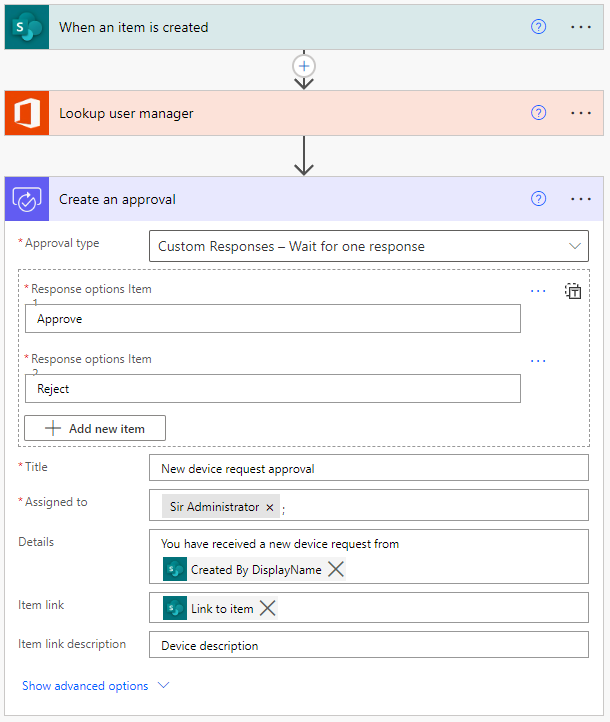 When an item is created
Lookup user manager
Create an approval
* Approval type
Custom Responses – Wait for one response
* Response options Item
1
Approve
* Response options Item
2
Reject
Add new item
* Title
New device request approval
* Assigned to
Sir Administrator × ;
Details
You have received a new device request from
Created By DisplayName
Item link
Link to item
Item link description
Device description
Show advanced options